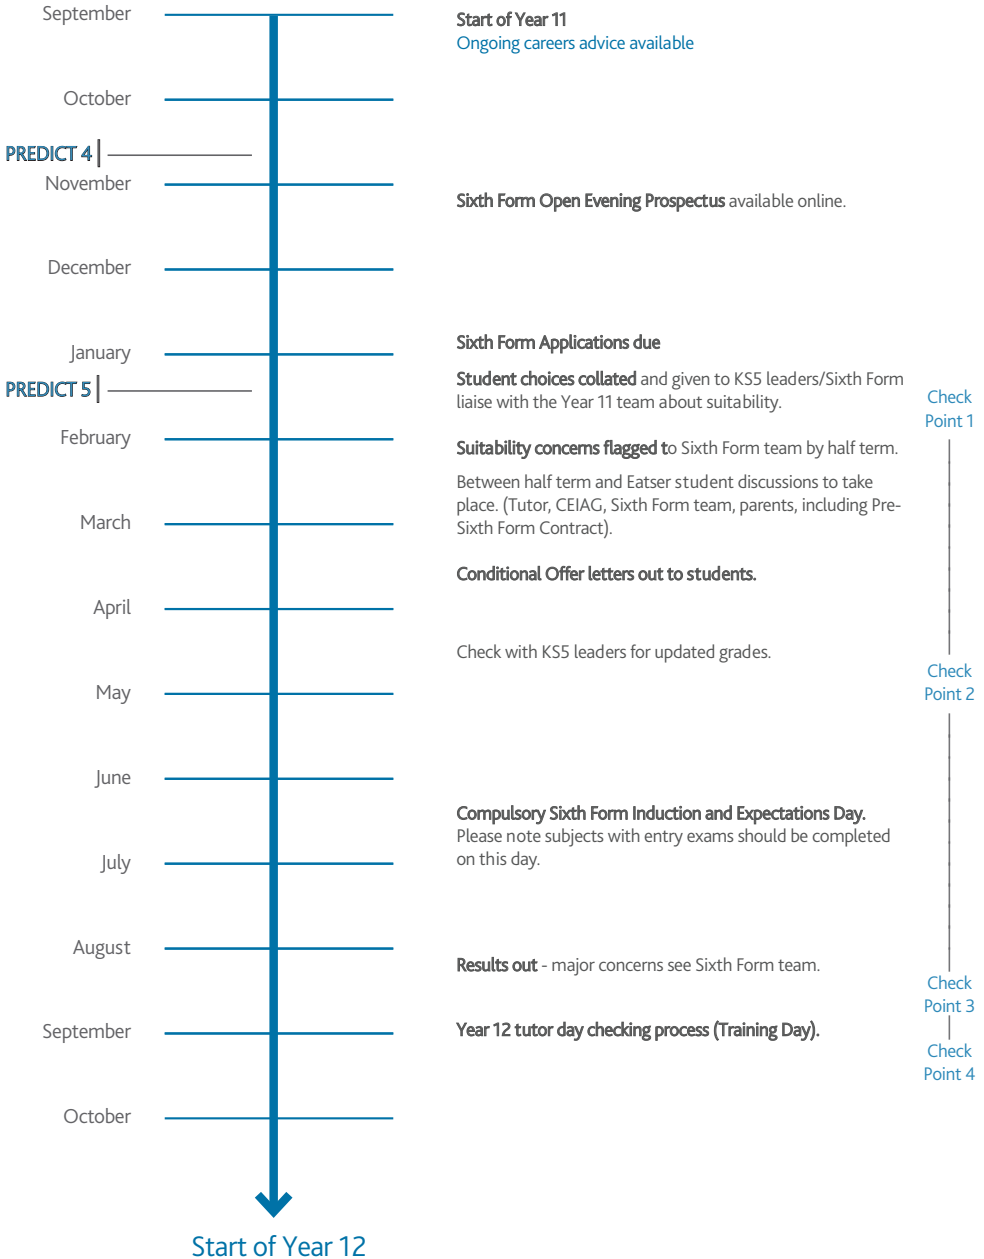 September
Start of Year 11
Ongoing careers advice available
October
PREDICT 4
November
Sixth Form Open Evening Prospectus available online.
December
January
Sixth Form Applications due
PREDICT 5
Student choices collated and given to KS5 leaders/Sixth Form
liaise with the Year 11 team about suitability.
Check
Point 1
February
Suitability concerns flagged to Sixth Form team by half term.
Between half term and Eatser student discussions to take
place. (Tutor, CEIAG, Sixth Form team, parents, including Pre-
Sixth Form Contract).
March
Conditional Offer letters out to students.
April
Check with KS5 leaders for updated grades.
Check
Point 2
May
June
Compulsory Sixth Form Induction and Expectations Day.
Please note subjects with entry exams should be completed
on this day.
July
August
Results out - major concerns see Sixth Form team.
Check
Point 3
September
Year 12 tutor day checking process (Training Day).
Check
Point 4
October
Start of Year 12